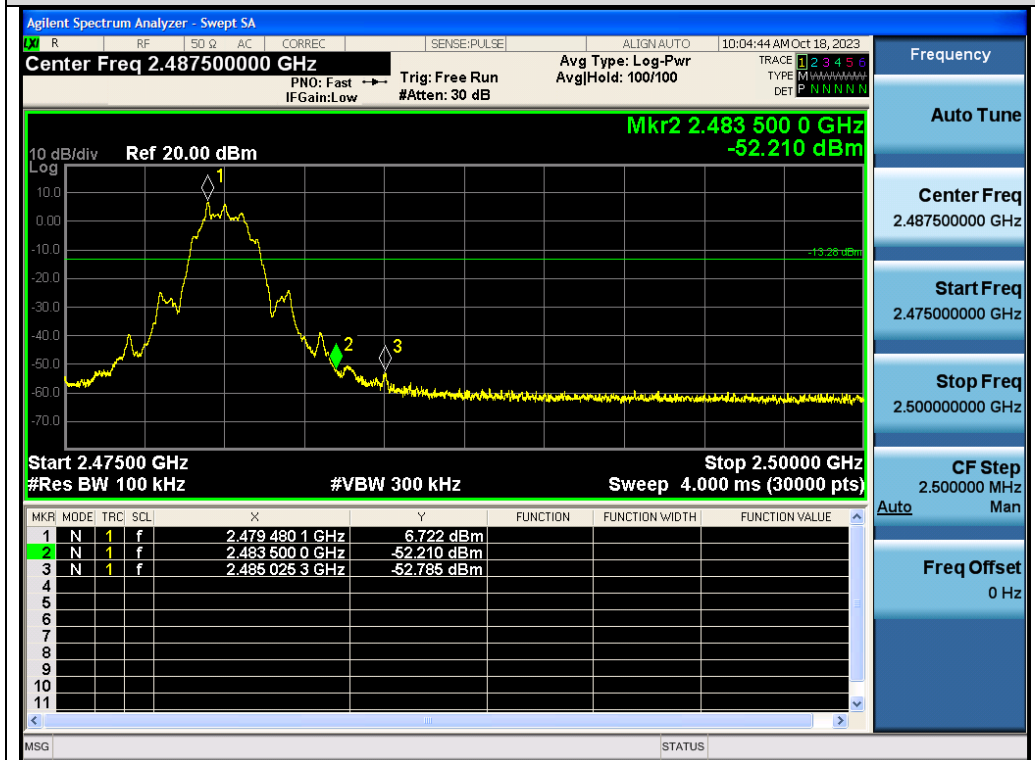 Agilent Spectrum Analyzer - Swept SA
LXI R RF 50 Ω AC CORREC SENSE:PULSE ALIGN AUTO 10:04:44 AM Oct 18, 2023
Center Freq 2.487500000 GHz
PNO: Fast
IFGain:Low
Trig: Free Run
#Atten: 30 dB
Avg Type: Log-Pwr
Avg|Hold: 100/100
TRACE 1 2 3 4 5 6
TYPE M
DET P N N N N N
Mkr2 2.483 500 0 GHz
-52.210 dBm
10 dB/div Ref 20.00 dBm
Log
10.0
0.00
-10.0
-20.0
-30.0
-40.0
-50.0
-60.0
-70.0
1
-13.28 dBm
2
3
Start 2.47500 GHz Stop 2.50000 GHz
#Res BW 100 kHz #VBW 300 kHz Sweep 4.000 ms (30000 pts)
MKR MODE TRC SCL X Y FUNCTION FUNCTION WIDTH FUNCTION VALUE
1 N 1 f 2.479 480 1 GHz 6.722 dBm
2 N 1 f 2.483 500 0 GHz -52.210 dBm
3 N 1 f 2.485 025 3 GHz -52.785 dBm
4
5
6
7
8
9
10
11
MSG STATUS
Frequency
Auto Tune
Center Freq
2.487500000 GHz
Start Freq
2.475000000 GHz
Stop Freq
2.500000000 GHz
CF Step
2.500000 MHz
Auto Man
Freq Offset
0 Hz